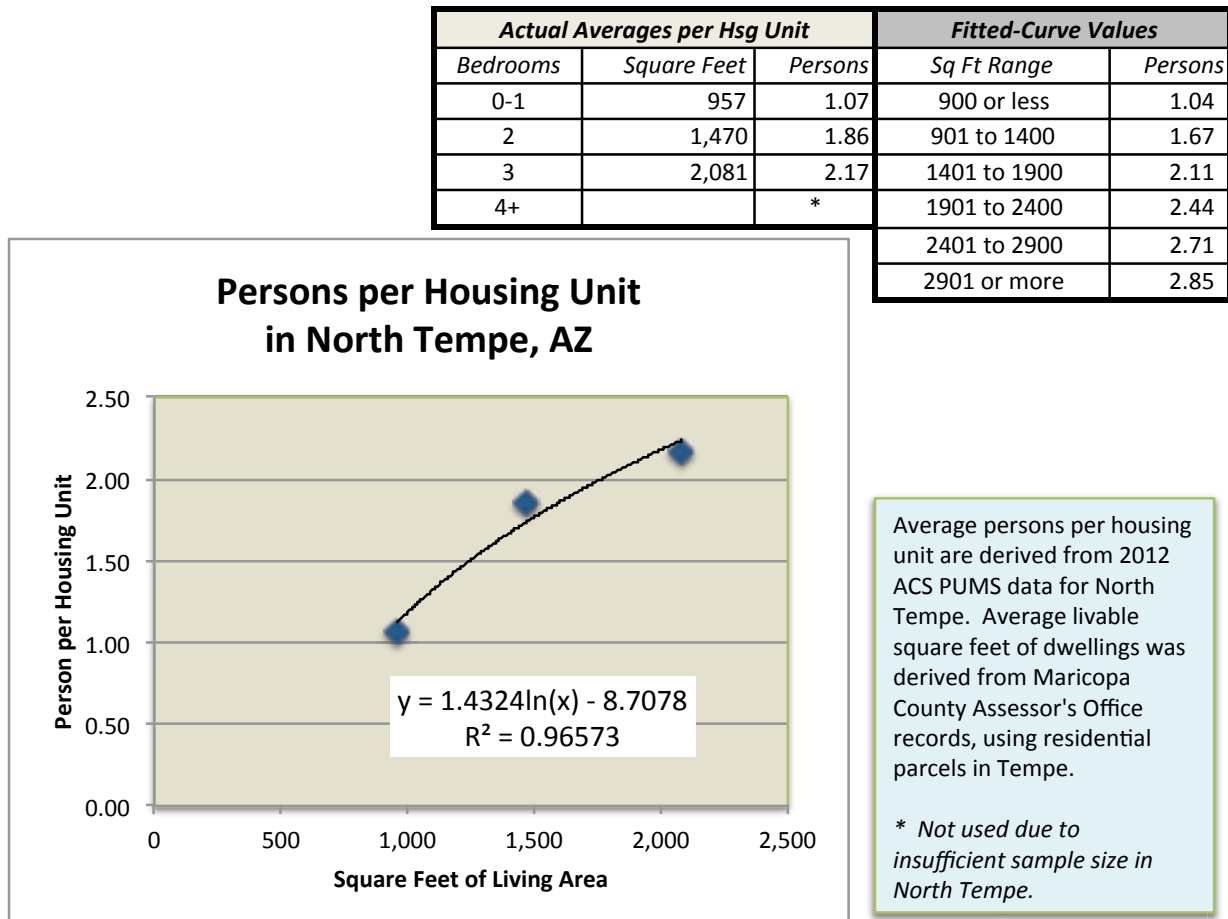 Actual Averages per Hsg Unit Fitted-Curve Values
Bedrooms Square Feet Persons Sq Ft Range Persons
0-1 957 1.07 900 or less 1.04
2 1,470 1.86 901 to 1400 1.67
3 2,081 2.17 1401 to 1900 2.11
4+ * 1901 to 2400 2.44
2401 to 2900 2.71
2901 or more 2.85
Persons per Housing Unit
in North Tempe, AZ
Person per Housing Unit
2.50
2.00
1.50
1.00
0.50
0.00
y = 1.4324ln(x) - 8.7078
R² = 0.96573
0 500 1,000 1,500 2,000 2,500
Square Feet of Living Area
Average persons per housing
unit are derived from 2012
ACS PUMS data for North
Tempe. Average livable
square feet of dwellings was
derived from Maricopa
County Assessor's Office
records, using residential
parcels in Tempe.
* Not used due to
insufficient sample size in
North Tempe.